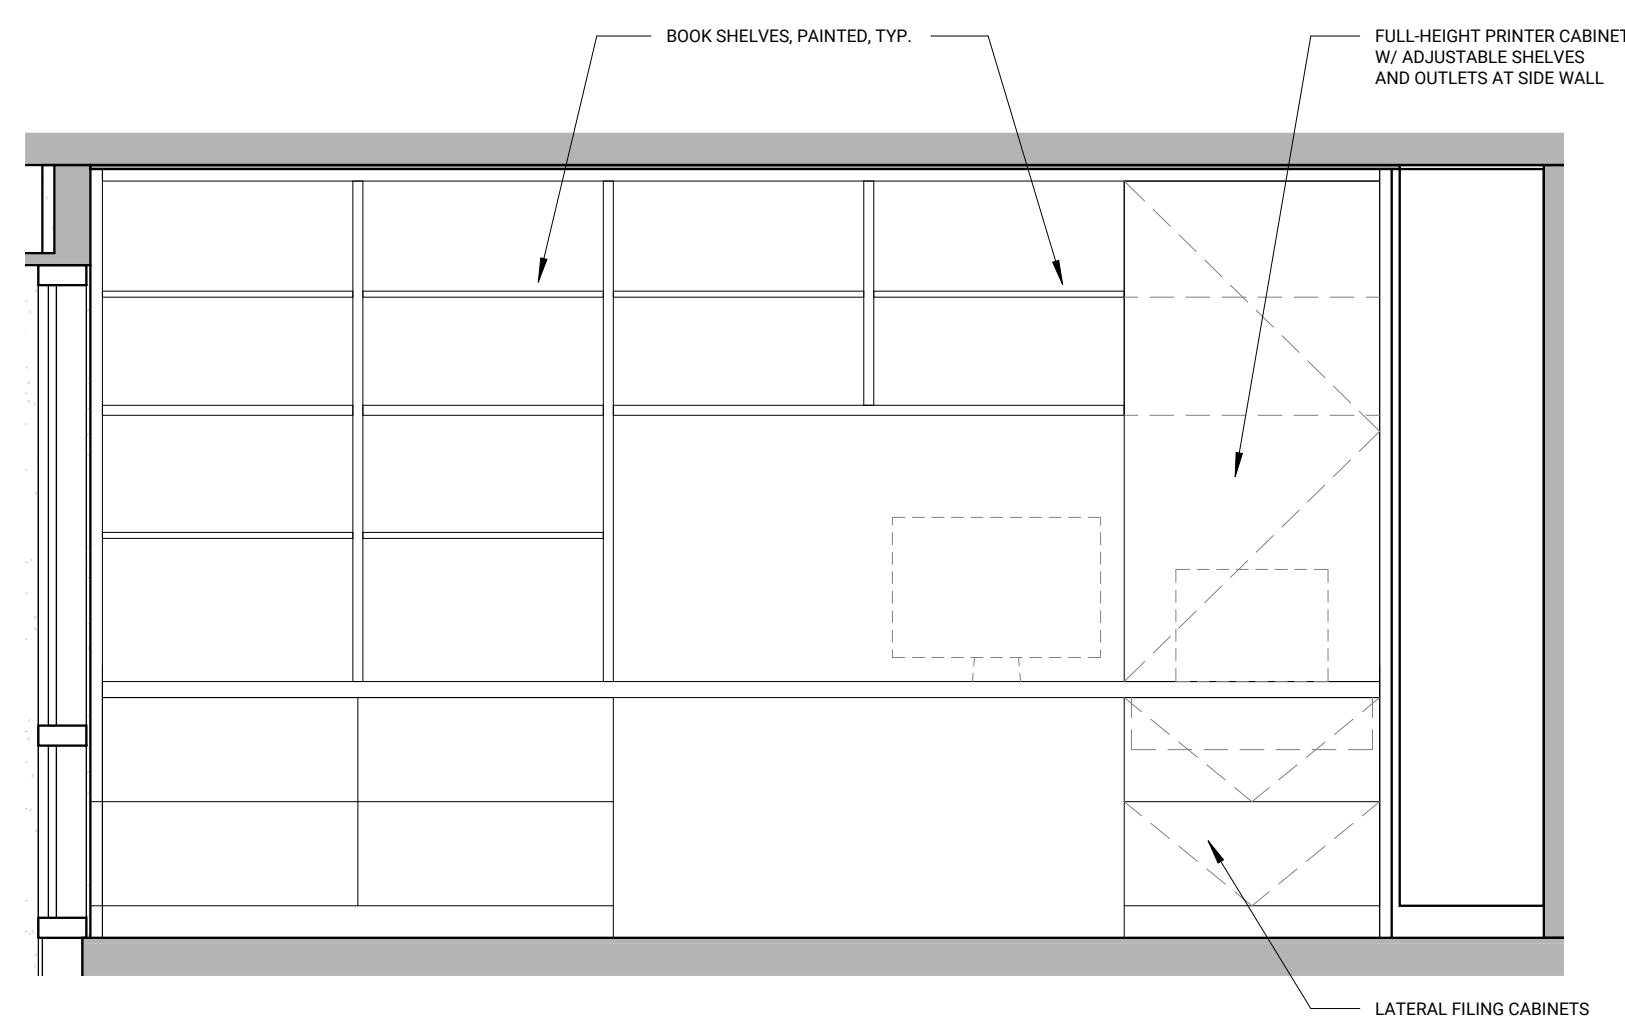 BOOK SHELVES, PAINTED, TYP.
FULL-HEIGHT PRINTER CABINET
W/ ADJUSTABLE SHELVES
AND OUTLETS AT SIDE WALL
LATERAL FILING CABINETS